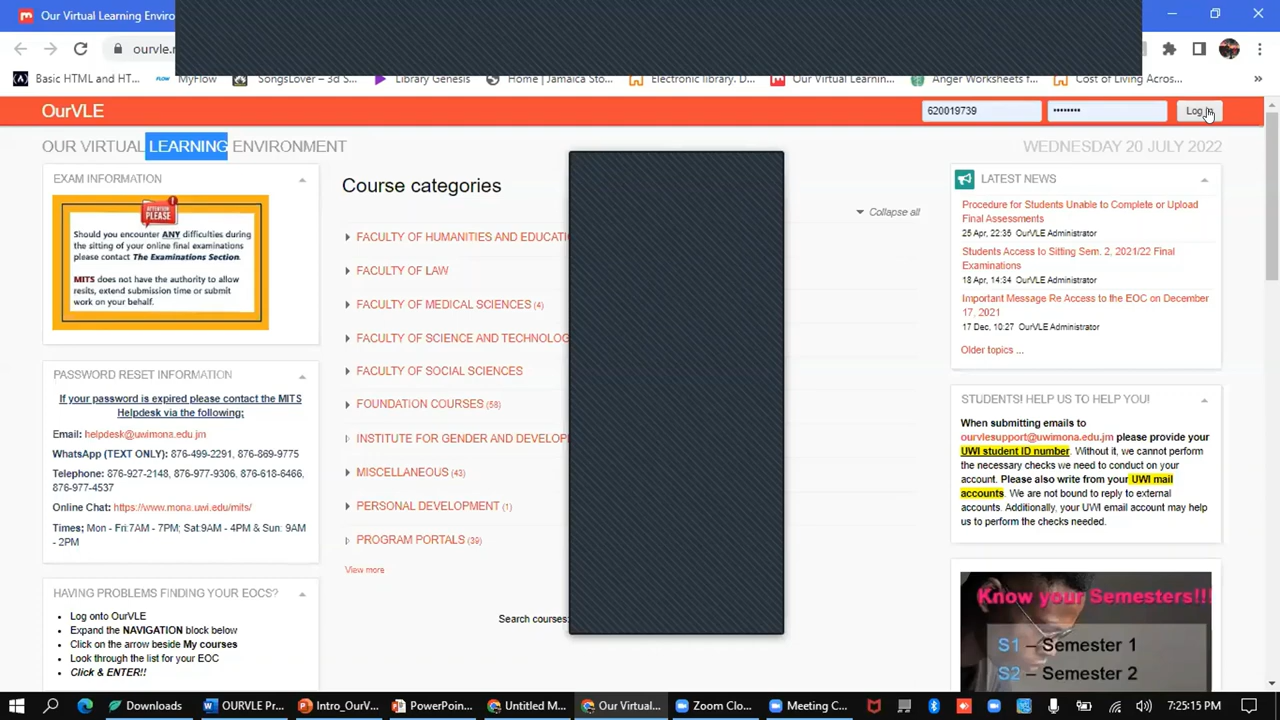 Our Virtual Learning Enviro
ourvle.
Basic HTML and HT...
FLOW MyFlow
SongsLover – 3d S...
Library Genesis
Home | Jamaica Sto...
Electronic library. D...
Our Virtual Learnin...
Anger Worksheets f...
Cost of Living Acros...
»
OurVLE
620019739
••••••••
Log in
OUR VIRTUAL LEARNING ENVIRONMENT
WEDNESDAY 20 JULY 2022
EXAM INFORMATION
ATTENTION
PLEASE
Should you encounter ANY difficulties during
the sitting of your online final examinations
please contact The Examinations Section.
MITS does not have the authority to allow
resits, extend submission time or submit
work on your behalf.
PASSWORD RESET INFORMATION
If your password is expired please contact the MITS
Helpdesk via the following:
Email: helpdesk@uwimona.edu.jm
WhatsApp (TEXT ONLY): 876-499-2291, 876-869-9775
Telephone: 876-927-2148, 876-977-9306. 876-618-6466,
876-977-4537
Online Chat: https://www.mona.uwi.edu/mits/
Times; Mon - Fri:7AM - 7PM; Sat:9AM - 4PM & Sun: 9AM
- 2PM
HAVING PROBLEMS FINDING YOUR EOCS?
Log onto OurVLE
Expand the NAVIGATION block below
Click on the arrow beside My courses
Look through the list for your EOC
Click & ENTER!!
Course categories
Collapse all
FACULTY OF HUMANITIES AND EDUCATI
FACULTY OF LAW
FACULTY OF MEDICAL SCIENCES (4)
FACULTY OF SCIENCE AND TECHNOLOG
FACULTY OF SOCIAL SCIENCES
FOUNDATION COURSES (58)
INSTITUTE FOR GENDER AND DEVELOP
MISCELLANEOUS (43)
PERSONAL DEVELOPMENT (1)
PROGRAM PORTALS (39)
View more
Search courses:
LATEST NEWS
Procedure for Students Unable to Complete or Upload
Final Assessments
25 Apr, 22:35 OurVLE Administrator
Students Access to Sitting Sem. 2, 2021/22 Final
Examinations
18 Apr, 14:34 OurVLE Administrator
Important Message Re Access to the EOC on December
17, 2021
17 Dec, 10:27 OurVLE Administrator
Older topics ...
STUDENTS! HELP US TO HELP YOU!
When submitting emails to
ourvlesupport@uwimona.edu.jm please provide your
UWI student ID number. Without it, we cannot perform
the necessary checks we need to conduct on your
account. Please also write from your UWI mail
accounts. We are not bound to reply to external
accounts. Additionally, your UWI email account may help
us to perform the checks needed.
Know your Semesters!!!
S1 – Semester 1
S2 – Semester 2
Downloads
OURVLE Pr...
Intro_OurV...
PowerPoint...
Untitled M...
Our Virtual...
Zoom Clo...
Meeting C...
7:25:15 PM